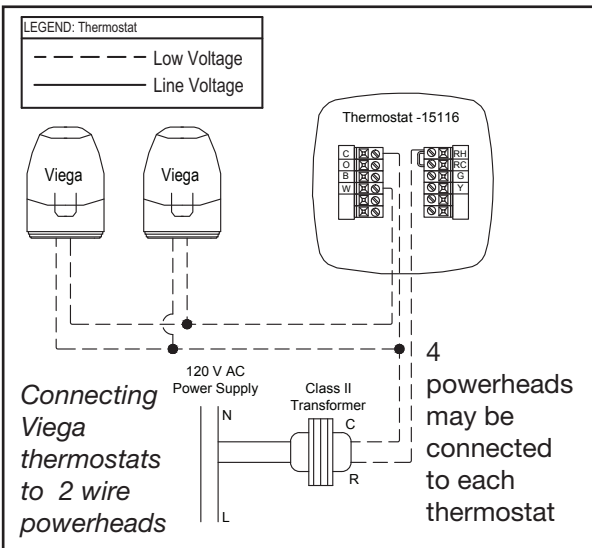 LEGEND: Thermostat
Low Voltage
Line Voltage
Viega
Viega
Thermostat -15116
C
O
B
W
RH
RC
G
Y
120 V AC
Power Supply
N
L
Class II
Transformer
C
R
Connecting
Viega
thermostats
to 2 wire
powerheads
4
powerheads
may be
connected
to each
thermostat